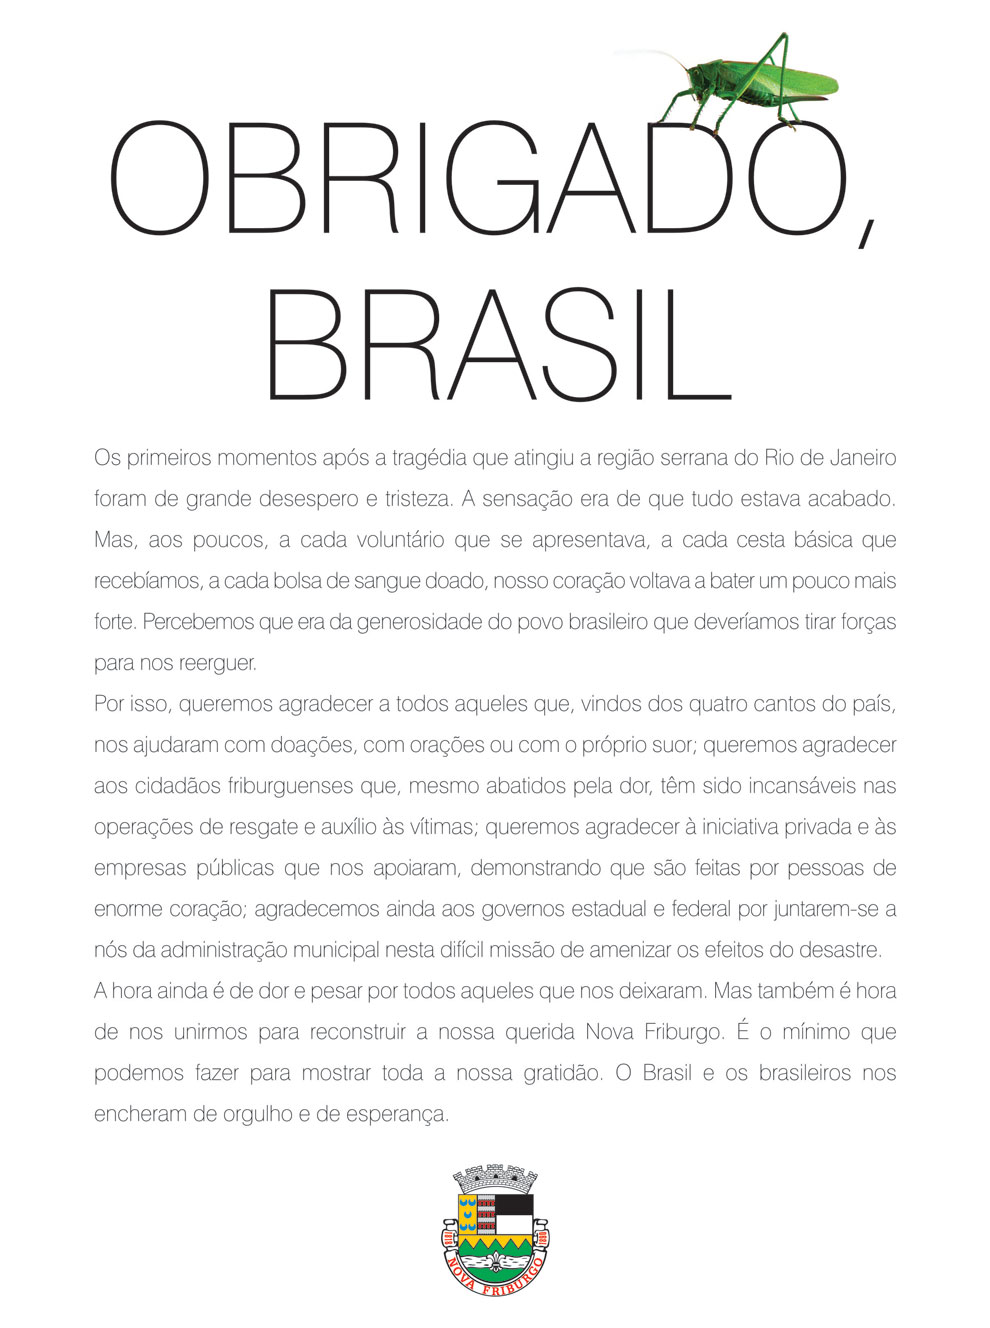 OBRIGADO,
BRASIL
Os primeiros momentos após a tragédia que atingiu a região serrana do Rio de Janeiro
foram de grande desespero e tristeza. A sensação era de que tudo estava acabado.
Mas, aos poucos, a cada voluntário que se apresentava, a cada cesta básica que
recebíamos, a cada bolsa de sangue doado, nosso coração voltava a bater um pouco mais
forte. Percebemos que era da generosidade do povo brasileiro que deveríamos tirar forças
para nos reerguer.
Por isso, queremos agradecer a todos aqueles que, vindos dos quatro cantos do país,
nos ajudaram com doações, com orações ou com o próprio suor; queremos agradecer
aos cidadãos friburguenses que, mesmo abatidos pela dor, têm sido incansáveis nas
operações de resgate e auxílio às vítimas; queremos agradecer à iniciativa privada e às
empresas públicas que nos apoiaram, demonstrando que são feitas por pessoas de
enorme coração; agradecemos ainda aos governos estadual e federal por juntarem-se a
nós da administração municipal nesta difícil missão de amenizar os efeitos do desastre.
A hora ainda é de dor e pesar por todos aqueles que nos deixaram. Mas também é hora
de nos unirmos para reconstruir a nossa querida Nova Friburgo. É o mínimo que
podemos fazer para mostrar toda a nossa gratidão. O Brasil e os brasileiros nos
encheram de orgulho e de esperança.
1818
1890
NOVA FRIBURGO